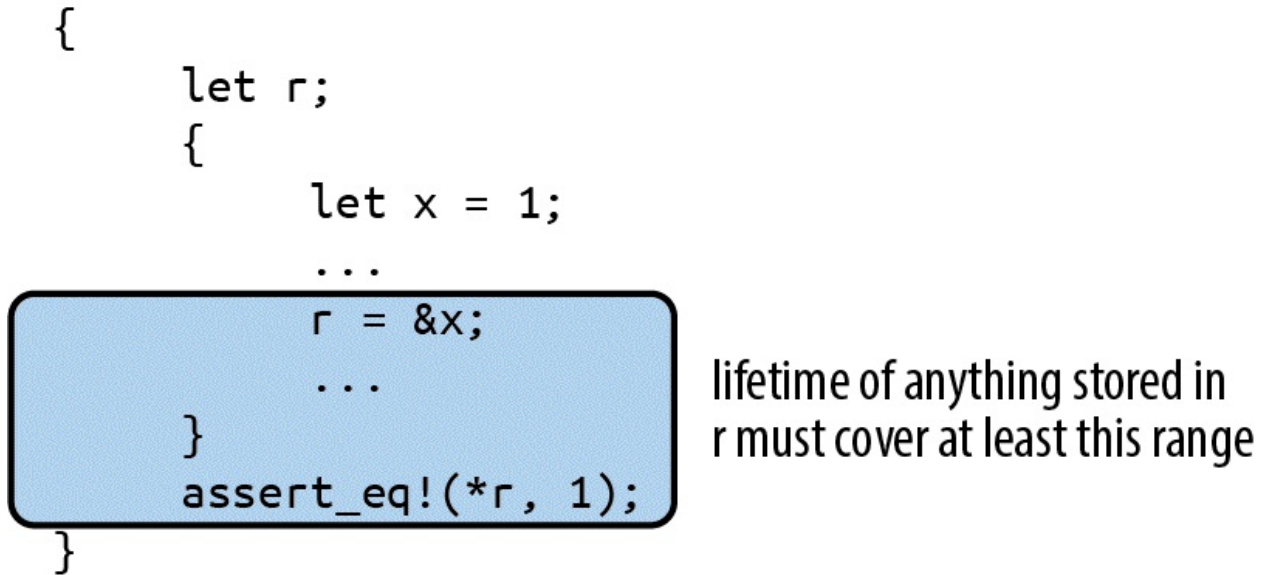 {
let r;
{
let x = 1;
...
r = &x;
...
}
assert_eq!(*r, 1);
}
lifetime of anything stored in
r must cover at least this range